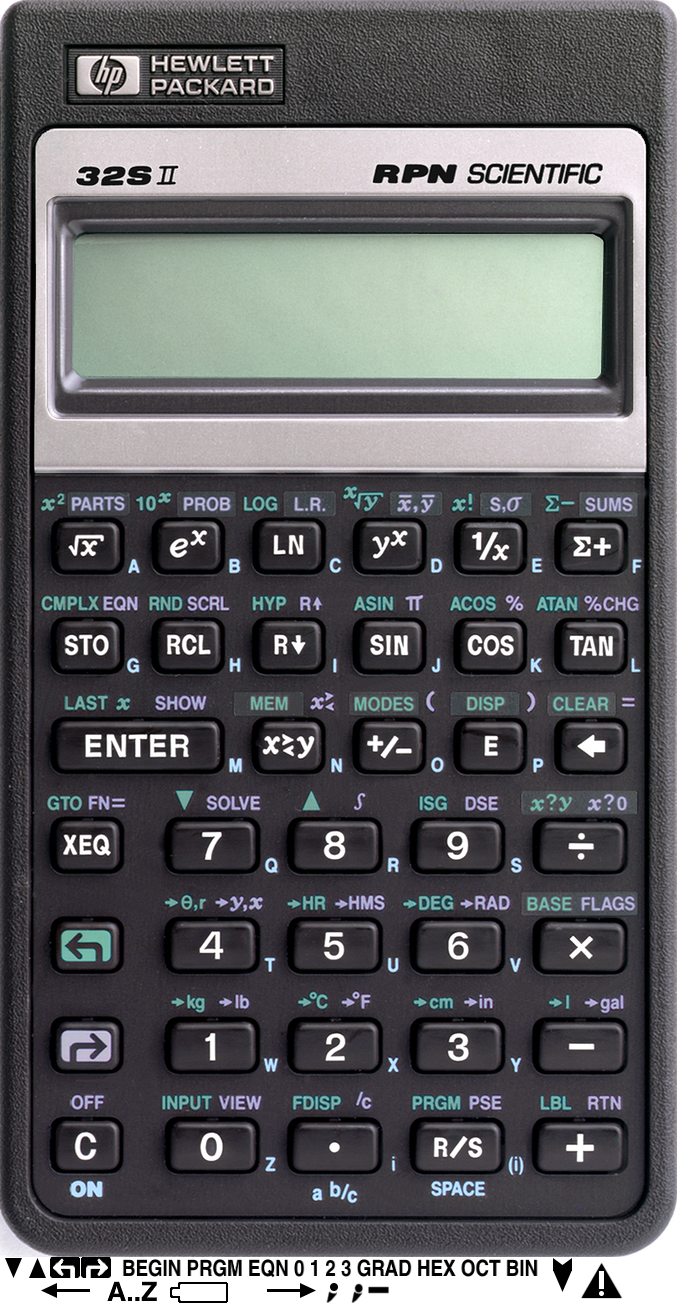 hp HEWLETT
PACKARD
32S II RPN SCIENTIFIC
x² PARTS 10ˣ PROB LOG L.R. ˣ√y x̄,ȳ x! S,σ Σ− SUMS
√x eˣ LN yˣ 1/x Σ+
A B C D E F
CMPLX EQN RND SCRL HYP R↑ ASIN π ACOS % ATAN %CHG
STO RCL R↓ SIN COS TAN
G H I J K L
LAST x SHOW MEM x≷ MODES ( DISP ) CLEAR =
ENTER x≷y +/− E ←
M N O P
GTO FN= ▼ SOLVE ▲ ∫ ISG DSE x?y x?0
XEQ 7 8 9 ÷
Q R S
→θ,r →y,x →HR →HMS →DEG →RAD BASE FLAGS
4 5 6 ×
T U V
→kg →lb →°C →°F →cm →in →l →gal
1 2 3 −
W X Y
OFF INPUT VIEW FDISP /c PRGM PSE LBL RTN
C 0 · R/S +
Z i (i)
ON a b/c SPACE
▼ ▲ BEGIN PRGM EQN 0 1 2 3 GRAD HEX OCT BIN
← A..Z → ; ; −